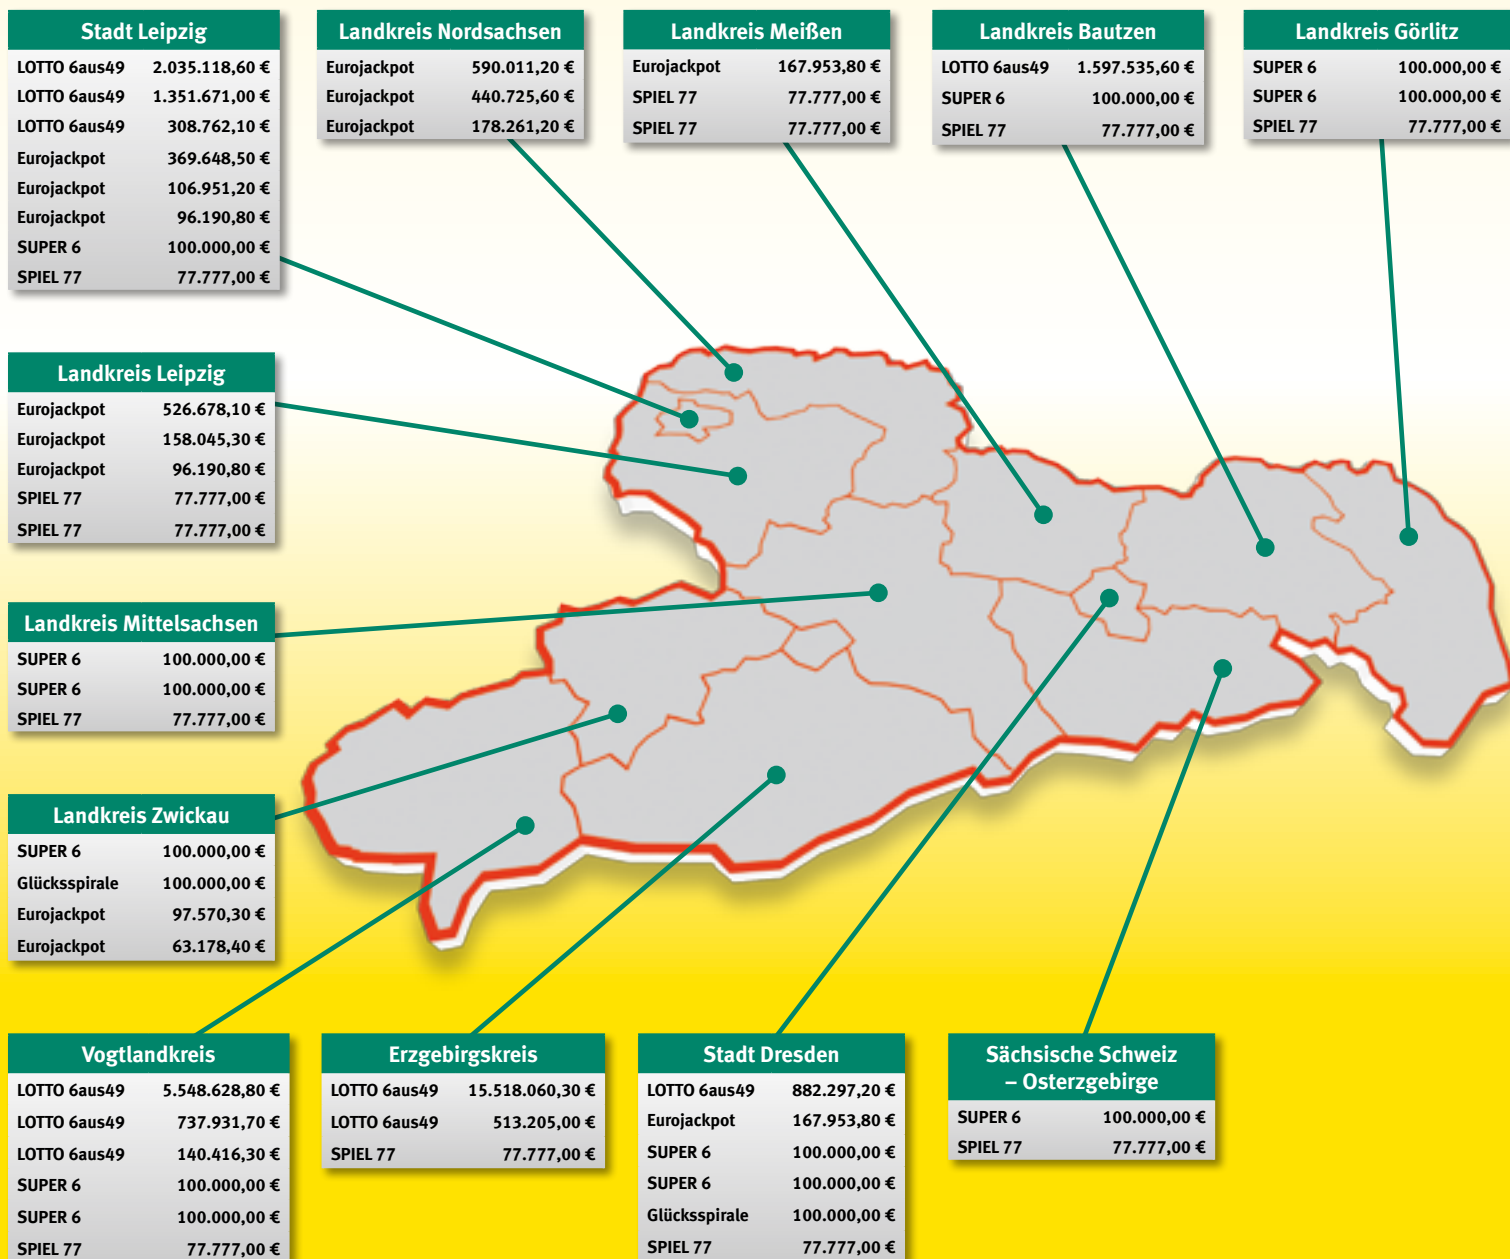 Stadt Leipzig
LOTTO 6aus49 2.035.118,60 €
LOTTO 6aus49 1.351.671,00 €
LOTTO 6aus49 308.762,10 €
Eurojackpot 369.648,50 €
Eurojackpot 106.951,20 €
Eurojackpot 96.190,80 €
SUPER 6 100.000,00 €
SPIEL 77 77.777,00 €
Landkreis Nordsachsen
Eurojackpot 590.011,20 €
Eurojackpot 440.725,60 €
Eurojackpot 178.261,20 €
Landkreis Meißen
Eurojackpot 167.953,80 €
SPIEL 77 77.777,00 €
SPIEL 77 77.777,00 €
Landkreis Bautzen
LOTTO 6aus49 1.597.535,60 €
SUPER 6 100.000,00 €
SPIEL 77 77.777,00 €
Landkreis Görlitz
SUPER 6 100.000,00 €
SUPER 6 100.000,00 €
SPIEL 77 77.777,00 €
Landkreis Leipzig
Eurojackpot 526.678,10 €
Eurojackpot 158.045,30 €
Eurojackpot 96.190,80 €
SPIEL 77 77.777,00 €
SPIEL 77 77.777,00 €
Landkreis Mittelsachsen
SUPER 6 100.000,00 €
SUPER 6 100.000,00 €
SPIEL 77 77.777,00 €
Landkreis Zwickau
SUPER 6 100.000,00 €
Glücksspirale 100.000,00 €
Eurojackpot 97.570,30 €
Eurojackpot 63.178,40 €
Vogtlandkreis
LOTTO 6aus49 5.548.628,80 €
LOTTO 6aus49 737.931,70 €
LOTTO 6aus49 140.416,30 €
SUPER 6 100.000,00 €
SUPER 6 100.000,00 €
SPIEL 77 77.777,00 €
Erzgebirgskreis
LOTTO 6aus49 15.518.060,30 €
LOTTO 6aus49 513.205,00 €
SPIEL 77 77.777,00 €
Stadt Dresden
LOTTO 6aus49 882.297,20 €
Eurojackpot 167.953,80 €
SUPER 6 100.000,00 €
SUPER 6 100.000,00 €
Glücksspirale 100.000,00 €
SPIEL 77 77.777,00 €
Sächsische Schweiz
– Osterzgebirge
SUPER 6 100.000,00 €
SPIEL 77 77.777,00 €